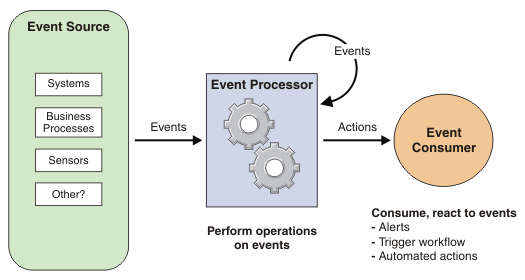 Event Source
Systems
Business
Processes
Sensors
Other?
Events
Event Processor
Events
Perform operations
on events
Actions
Event
Consumer
Consume, react to events
- Alerts
- Trigger workflow
- Automated actions